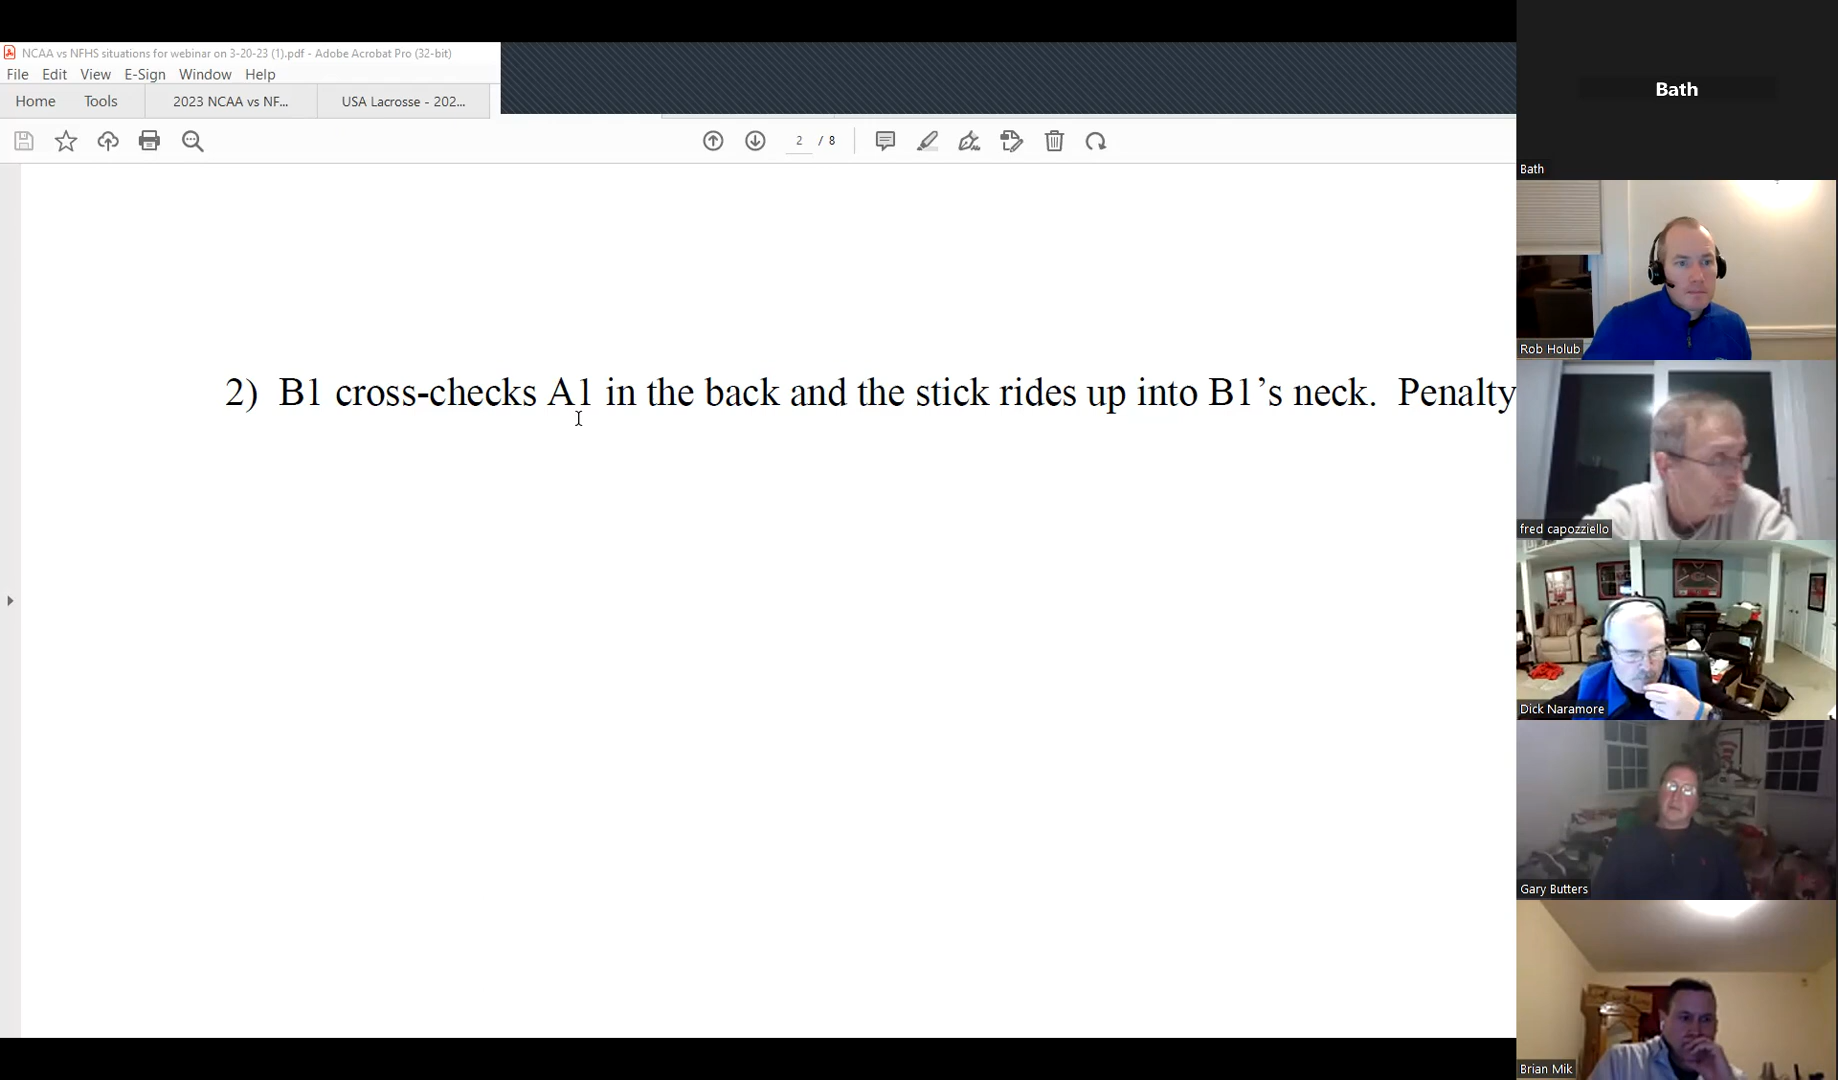 NCAA vs NFHS situations for webinar on 3-20-23 (1).pdf - Adobe Acrobat Pro (32-bit)
File Edit View E-Sign Window Help
Home Tools 2023 NCAA vs NF... USA Lacrosse - 202...
2 / 8
2) B1 cross-checks A1 in the back and the stick rides up into B1's neck. Penalty
Bath
Bath
Rob Holub
fred capozziello
Dick Naramore
Gary Butters
Brian Mik